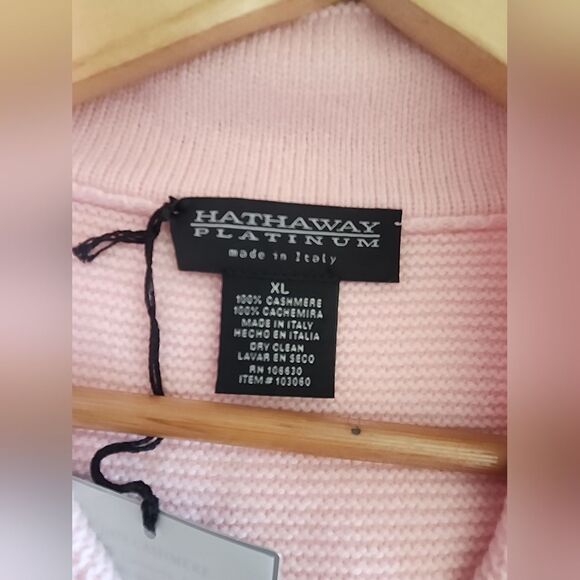 HATHAWAY
PLATINUM
made in Italy
XL
100% CASHMERE
100% CACHEMIRA
MADE IN ITALY
HECHO EN ITALIA
DRY CLEAN
LAVAR EN SECO
RN 106630
ITEM # 103060
CASHMERE